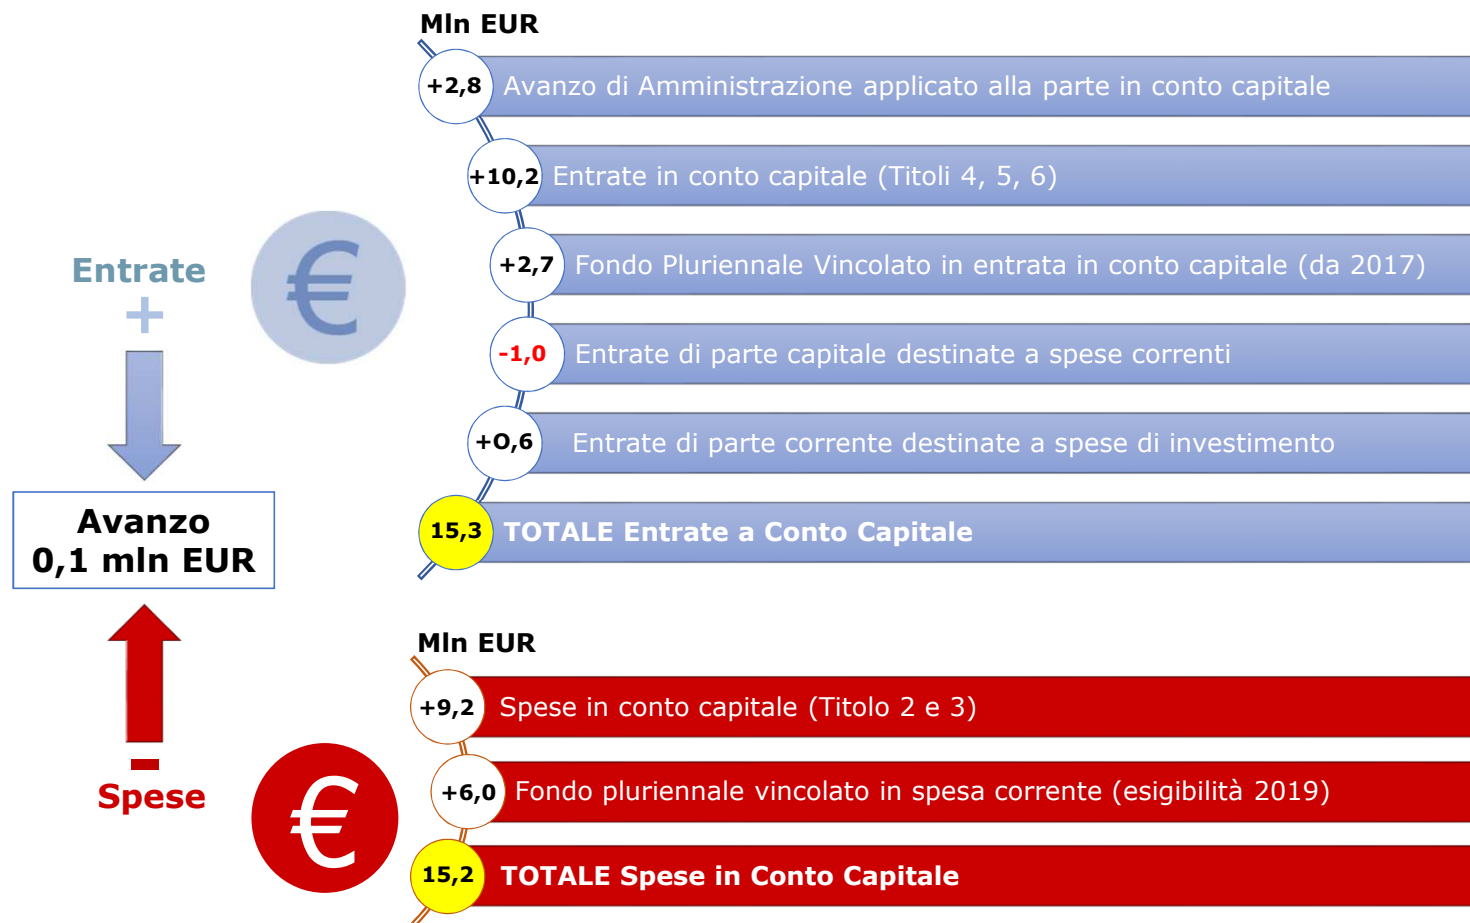 Mln EUR
+2,8 Avanzo di Amministrazione applicato alla parte in conto capitale
+10,2 Entrate in conto capitale (Titoli 4, 5, 6)
+2,7 Fondo Pluriennale Vincolato in entrata in conto capitale (da 2017)
-1,0 Entrate di parte capitale destinate a spese correnti
+O,6 Entrate di parte corrente destinate a spese di investimento
15,3 TOTALE Entrate a Conto Capitale
Entrate
+
€
Avanzo
0,1 mln EUR
Mln EUR
+9,2 Spese in conto capitale (Titolo 2 e 3)
+6,0 Fondo pluriennale vincolato in spesa corrente (esigibilità 2019)
15,2 TOTALE Spese in Conto Capitale
-
Spese
€